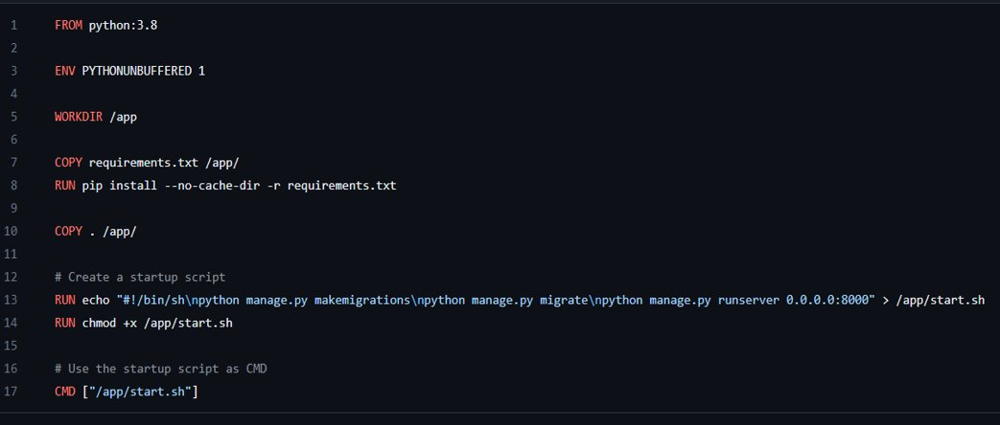 1 FROM python:3.8
2
3 ENV PYTHONUNBUFFERED 1
4
5 WORKDIR /app
6
7 COPY requirements.txt /app/
8 RUN pip install --no-cache-dir -r requirements.txt
9
10 COPY . /app/
11
12 # Create a startup script
13 RUN echo "#!/bin/sh\npython manage.py makemigrations\npython manage.py migrate\npython manage.py runserver 0.0.0.0:8000" > /app/start.sh
14 RUN chmod +x /app/start.sh
15
16 # Use the startup script as CMD
17 CMD ["/app/start.sh"]